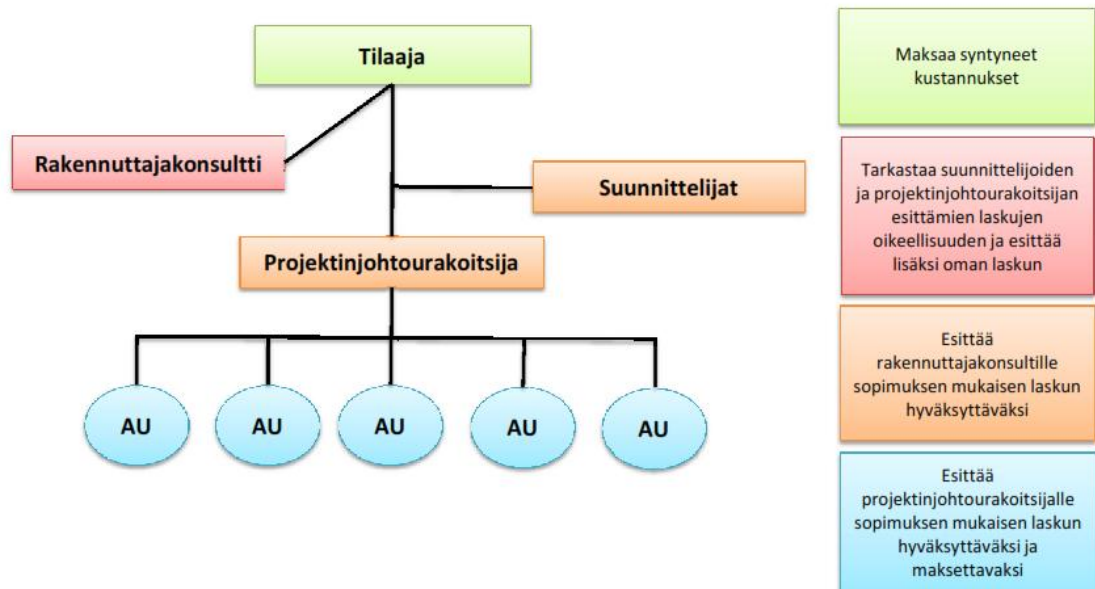 Tilaaja
Rakennuttajakonsultti
Suunnittelijat
Projektinjohtourakoitsija
AU
AU
AU
AU
AU
Maksaa syntyneet
kustannukset
Tarkastaa suunnittelijoiden
ja projektinjohtourakoitsijan
esittämien laskujen
oikeellisuuden ja esittää
lisäksi oman laskun
Esittää
rakennuttajakonsultille
sopimuksen mukaisen laskun
hyväksyttäväksi
Esittää
projektinjohtourakoitsijalle
sopimuksen mukaisen laskun
hyväksyttäväksi ja
maksettavaksi